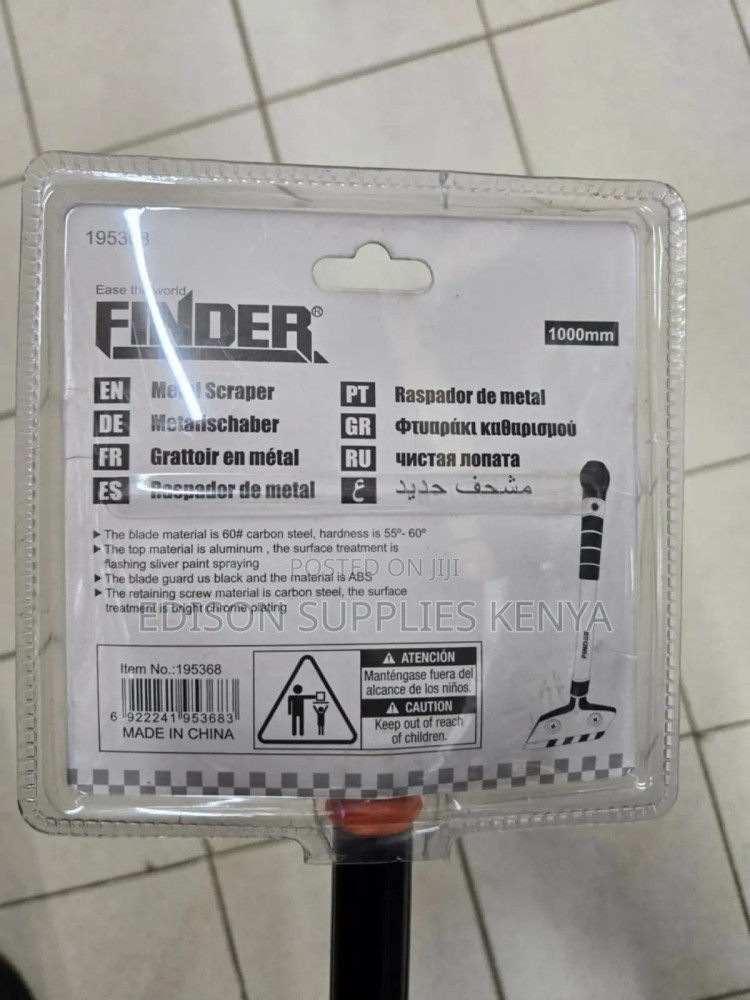 195368
Ease the world
FINDER®
1000mm
EN Metal Scraper
DE Metallschaber
FR Grattoir en métal
ES Raspador de metal
PT Raspador de metal
GR Φτυαράκι καθαρισμού
RU чистая лопата
ع مشحف حديد
▶ The blade material is 60# carbon steel, hardness is 55º- 60º
▶ The top material is aluminum , the surface treatment is
flashing sliver paint spraying
▶ The blade guard us black and the material is ABS
▶ The retaining screw material is carbon steel, the surface
treatment is bright chrome plating
POSTED ON JIJI
EDISON SUPPLIES KENYA
Item No.:195368
6 922241 953683
MADE IN CHINA
ATENCIÓN
Manténgase fuera del
alcance de los niños.
CAUTION
Keep out of reach
of children.
FINDER